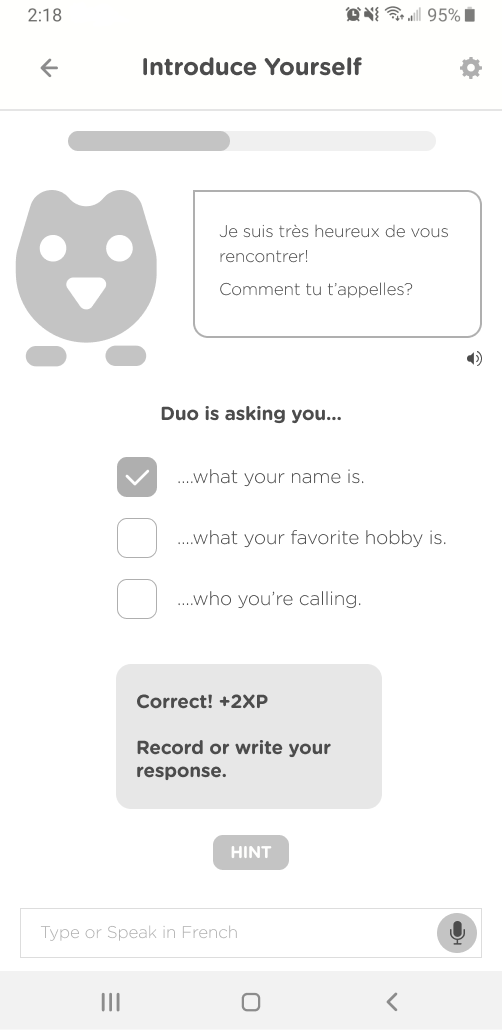 2:18
95%
Introduce Yourself
Je suis très heureux de vous
rencontrer!
Comment tu t'appelles?
Duo is asking you...
....what your name is.
....what your favorite hobby is.
....who you're calling.
Correct! +2XP
Record or write your
response.
HINT
Type or Speak in French